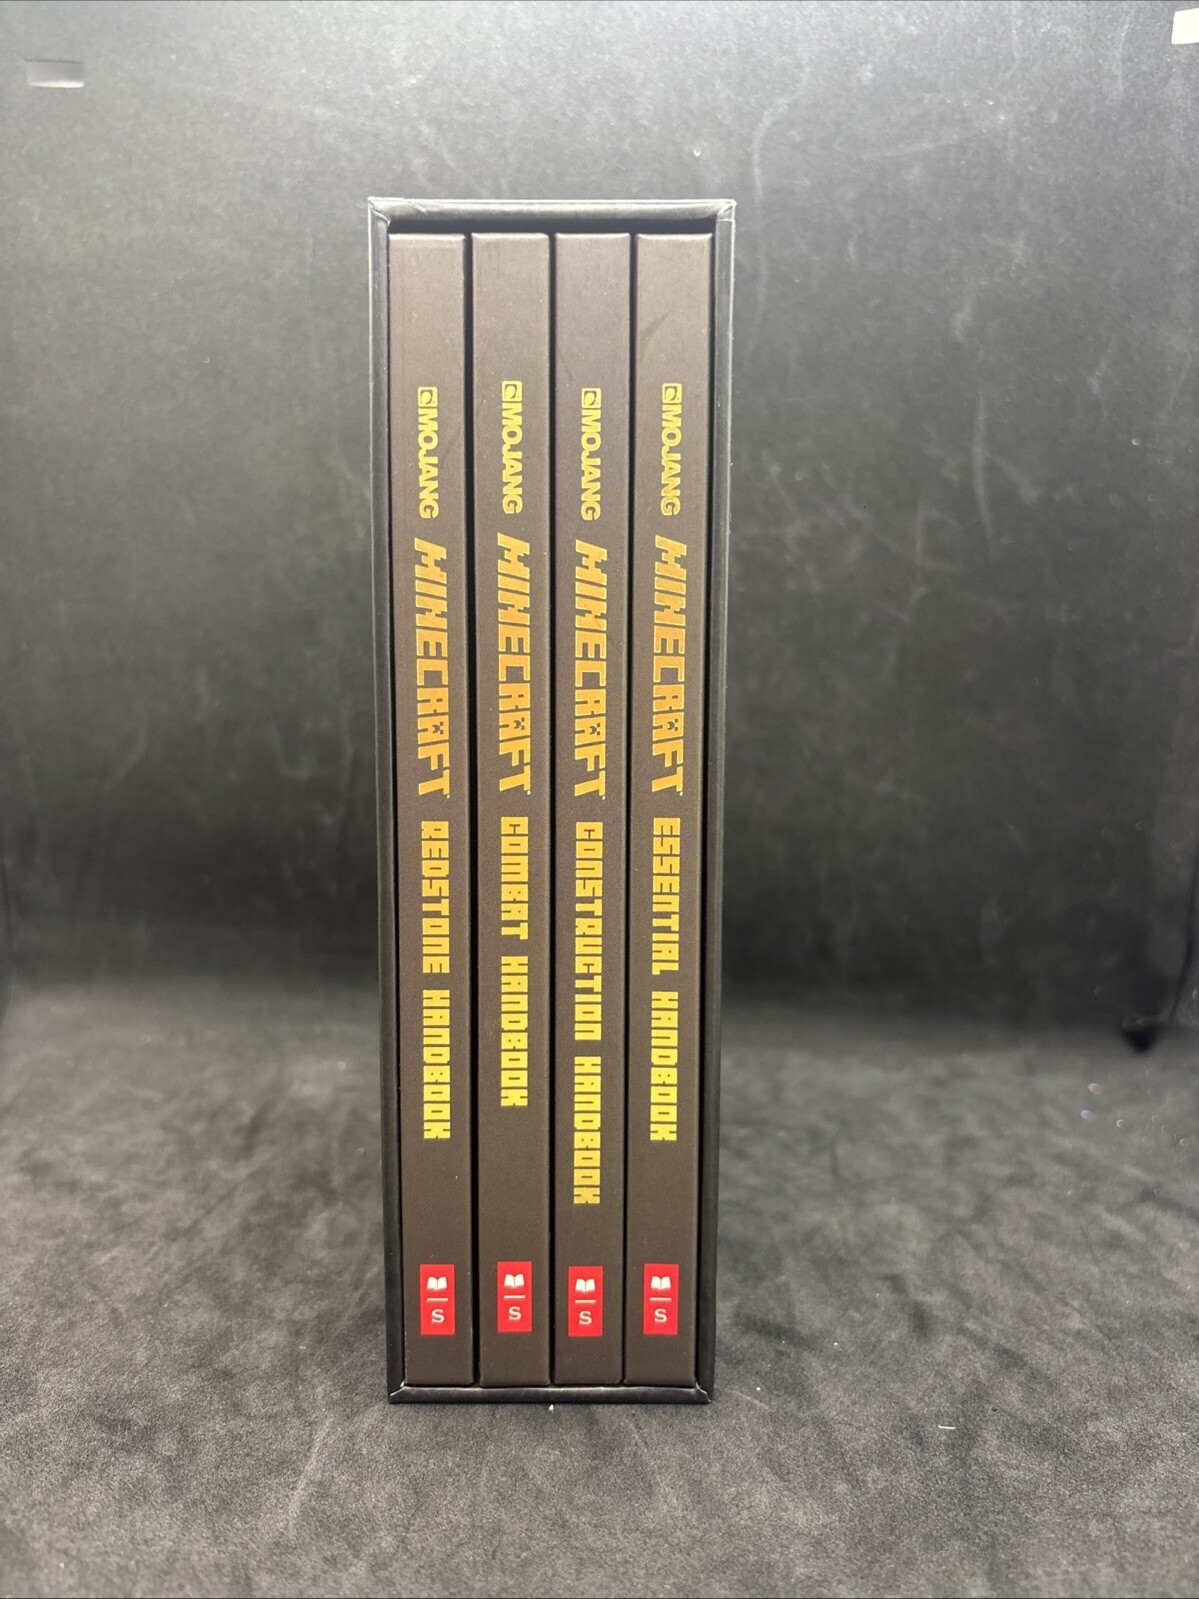 MOJANG MINECRAFT REDSTONE HANDBOOK S
MOJANG MINECRAFT COMBAT HANDBOOK S
MOJANG MINECRAFT CONSTRUCTION HANDBOOK S
MOJANG MINECRAFT ESSENTIAL HANDBOOK S